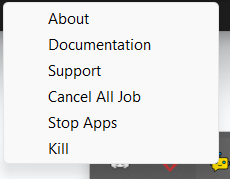 About
Documentation
Support
Cancel All Job
Stop Apps
Kill